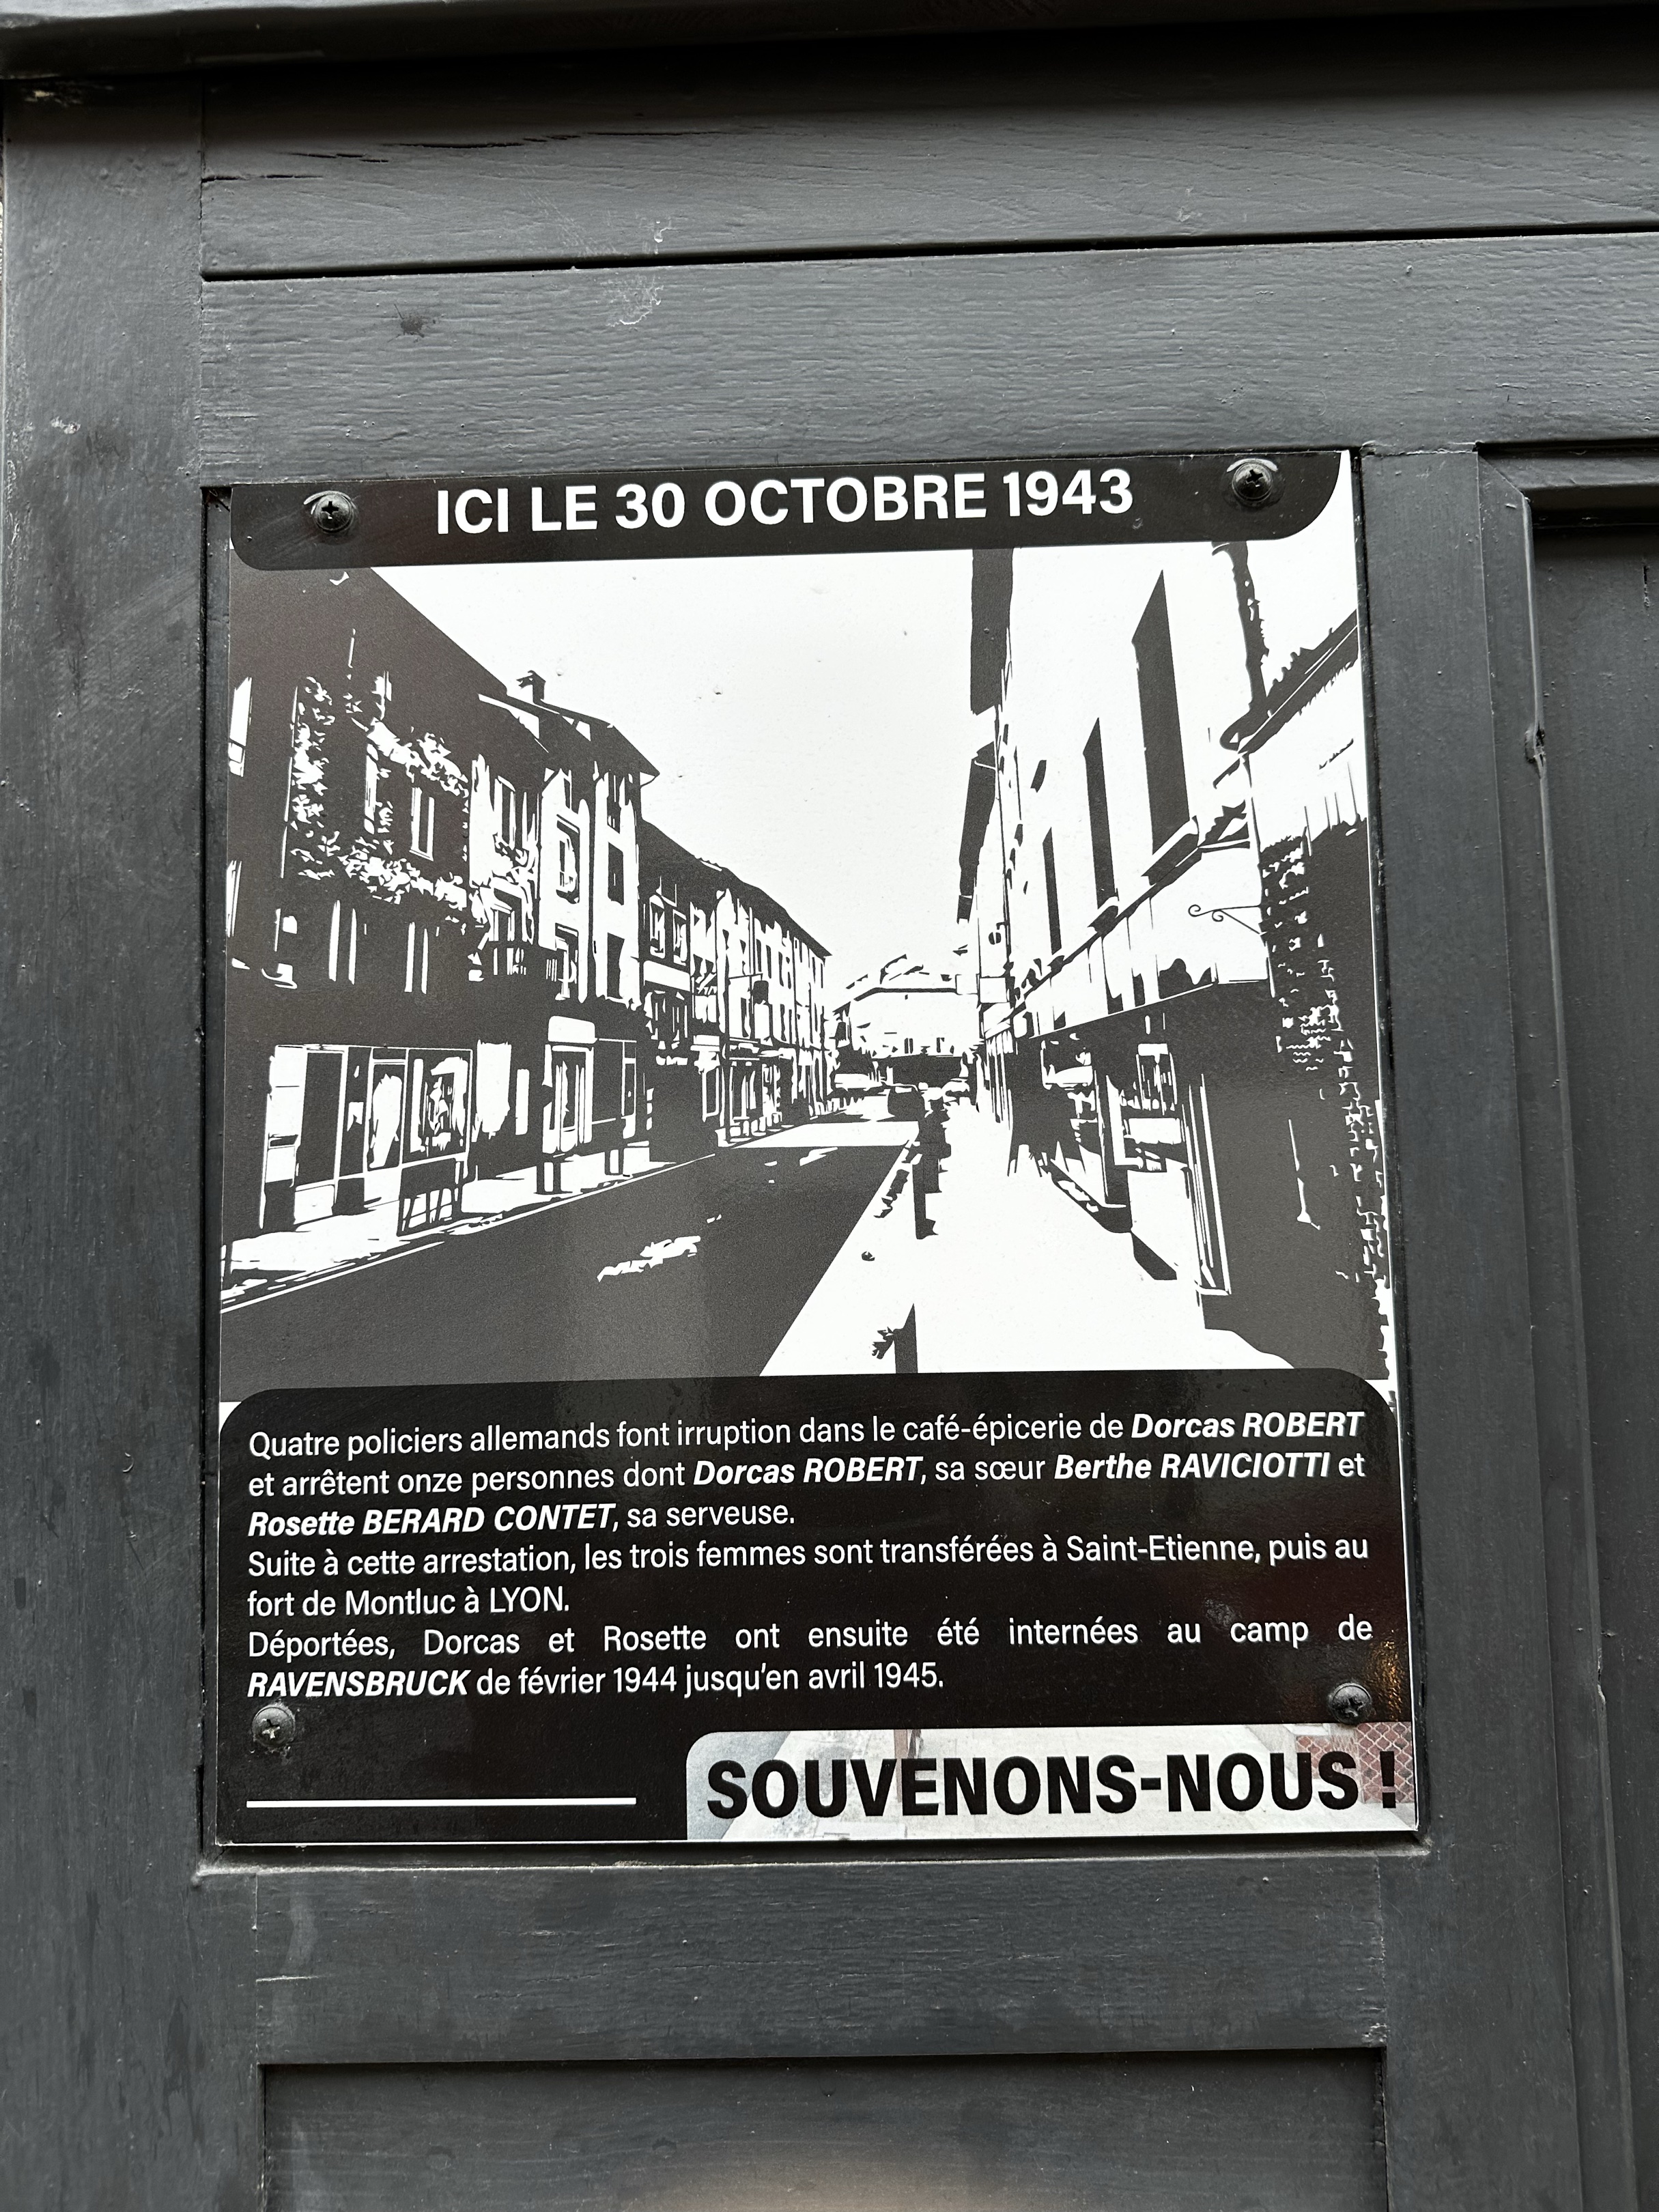 ICI LE 30 OCTOBRE 1943
Quatre policiers allemands font irruption dans le café-épicerie de Dorcas ROBERT
et arrêtent onze personnes dont Dorcas ROBERT, sa sœur Berthe RAVICIOTTI et
Rosette BERARD CONTET, sa serveuse.
Suite à cette arrestation, les trois femmes sont transférées à Saint-Etienne, puis au
fort de Montluc à LYON.
Déportées, Dorcas et Rosette ont ensuite été internées au camp de
RAVENSBRUCK de février 1944 jusqu'en avril 1945.
SOUVENONS-NOUS !